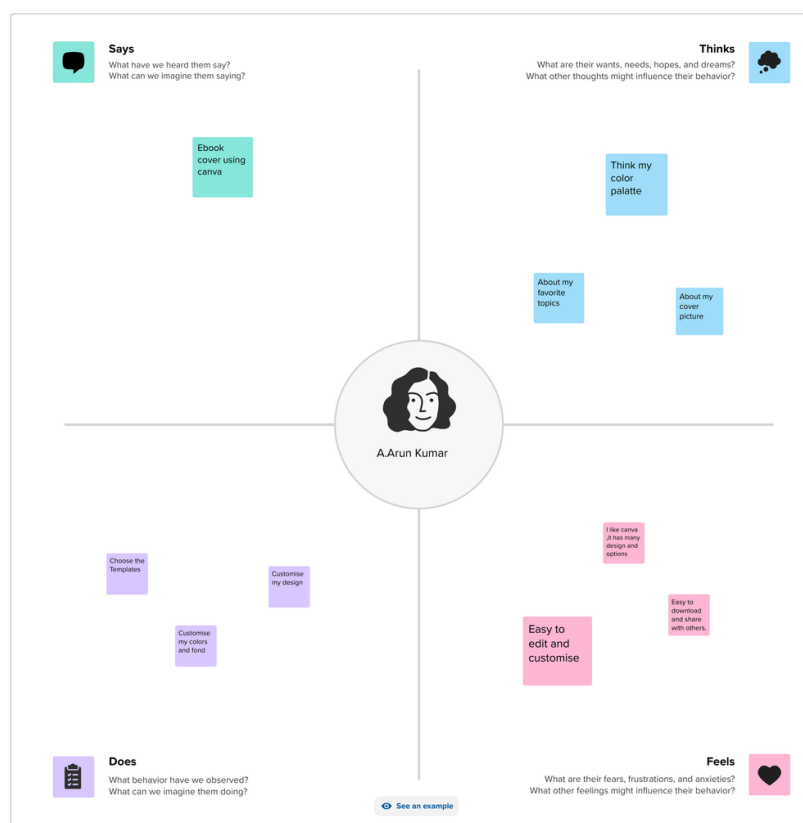 Says
What have we heard them say?
What can we imagine them saying?
Thinks
What are their wants, needs, hopes, and dreams?
What other thoughts might influence their behavior?
Ebook
cover using
canva
Think my
color
palatte
About my
favorite
topics
About my
cover
picture
A.Arun Kumar
Choose the
Templates
Customise
my design
Customise
my colors
and fond
I like canva
,it has many
design and
options
Easy to
download
and share
with others.
Easy to
edit and
customise
Does
What behavior have we observed?
What can we imagine them doing?
Feels
What are their fears, frustrations, and anxieties?
What other feelings might influence their behavior?
See an example